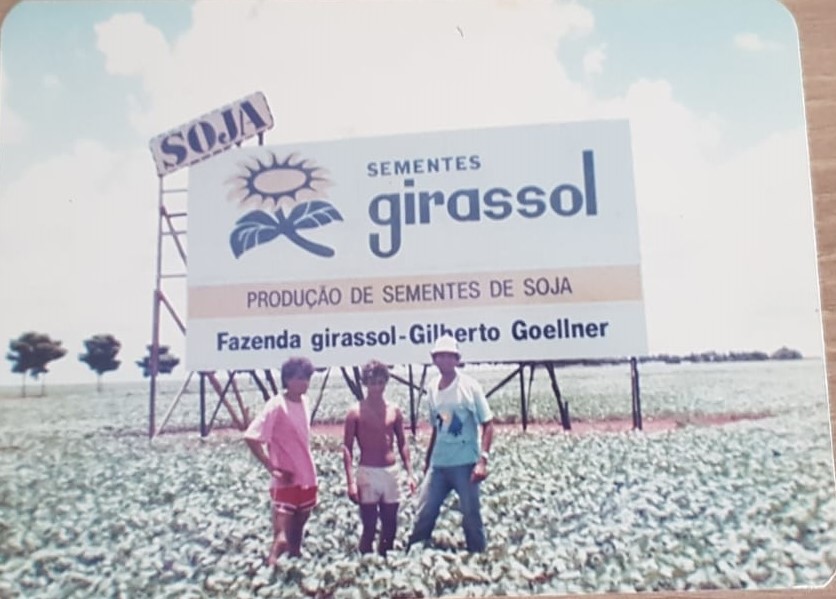 SOJA
SEMENTES
girassol
PRODUÇÃO DE SEMENTES DE SOJA
Fazenda girassol-Gilberto Goellner